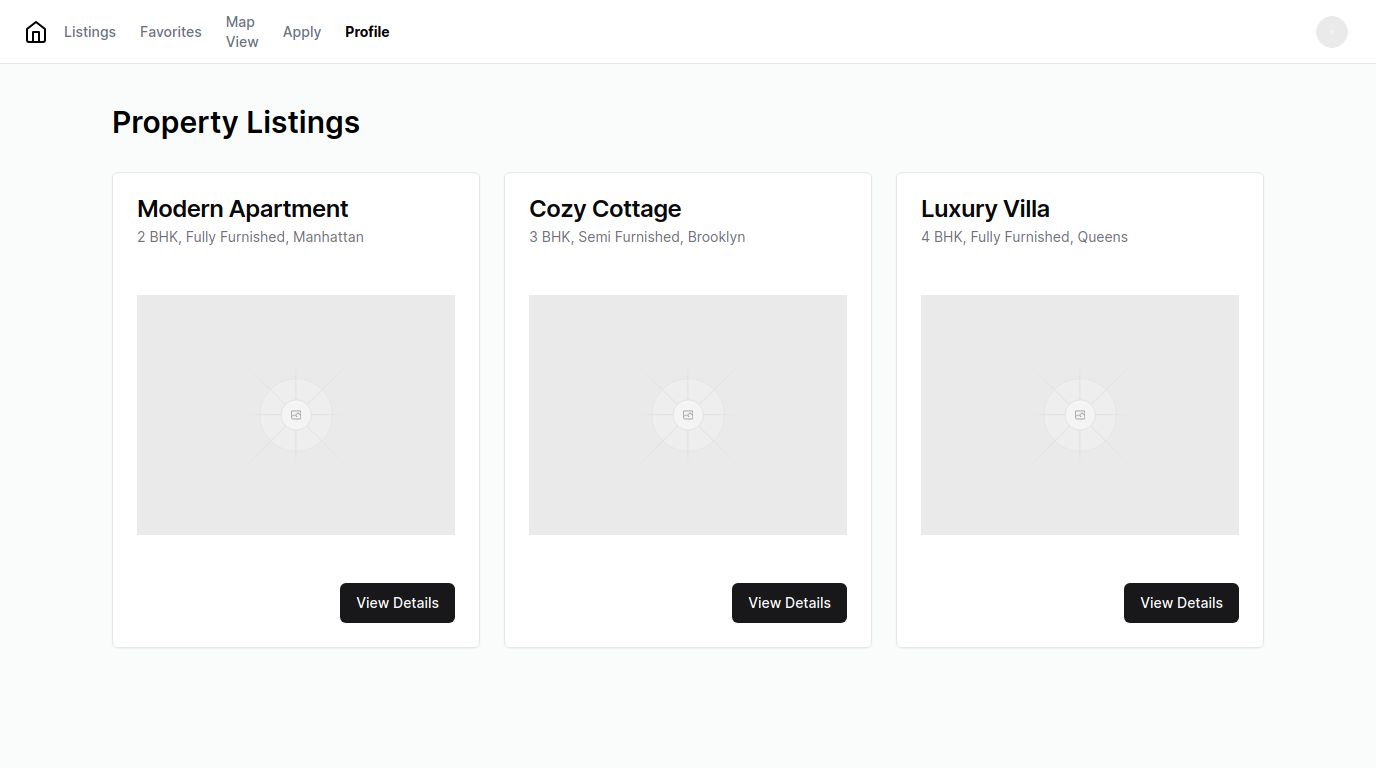 Listings
Favorites
Map
View
Apply
Profile
Property Listings
Modern Apartment
2 BHK, Fully Furnished, Manhattan
View Details
Cozy Cottage
3 BHK, Semi Furnished, Brooklyn
View Details
Luxury Villa
4 BHK, Fully Furnished, Queens
View Details